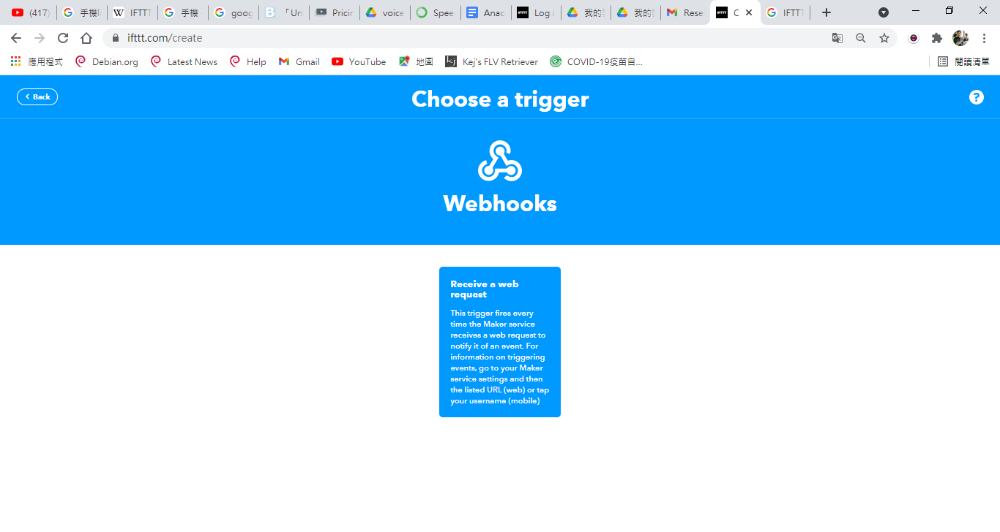 (417)
手機
IFTTT
手機
goog
「Un
Pricin
voice
Spee
Anac
Log i
我的
我的
Rese
C
IFTTT
ifttt.com/create
應用程式
Debian.org
Latest News
Help
Gmail
YouTube
地圖
Kej's FLV Retriever
COVID-19疫苗自...
閱讀清單
Back
Choose a trigger
?
Webhooks
Receive a web
request
This trigger fires every
time the Maker service
receives a web request to
notify it of an event. For
information on triggering
events, go to your Maker
service settings and then
the listed URL (web) or tap
your username (mobile)